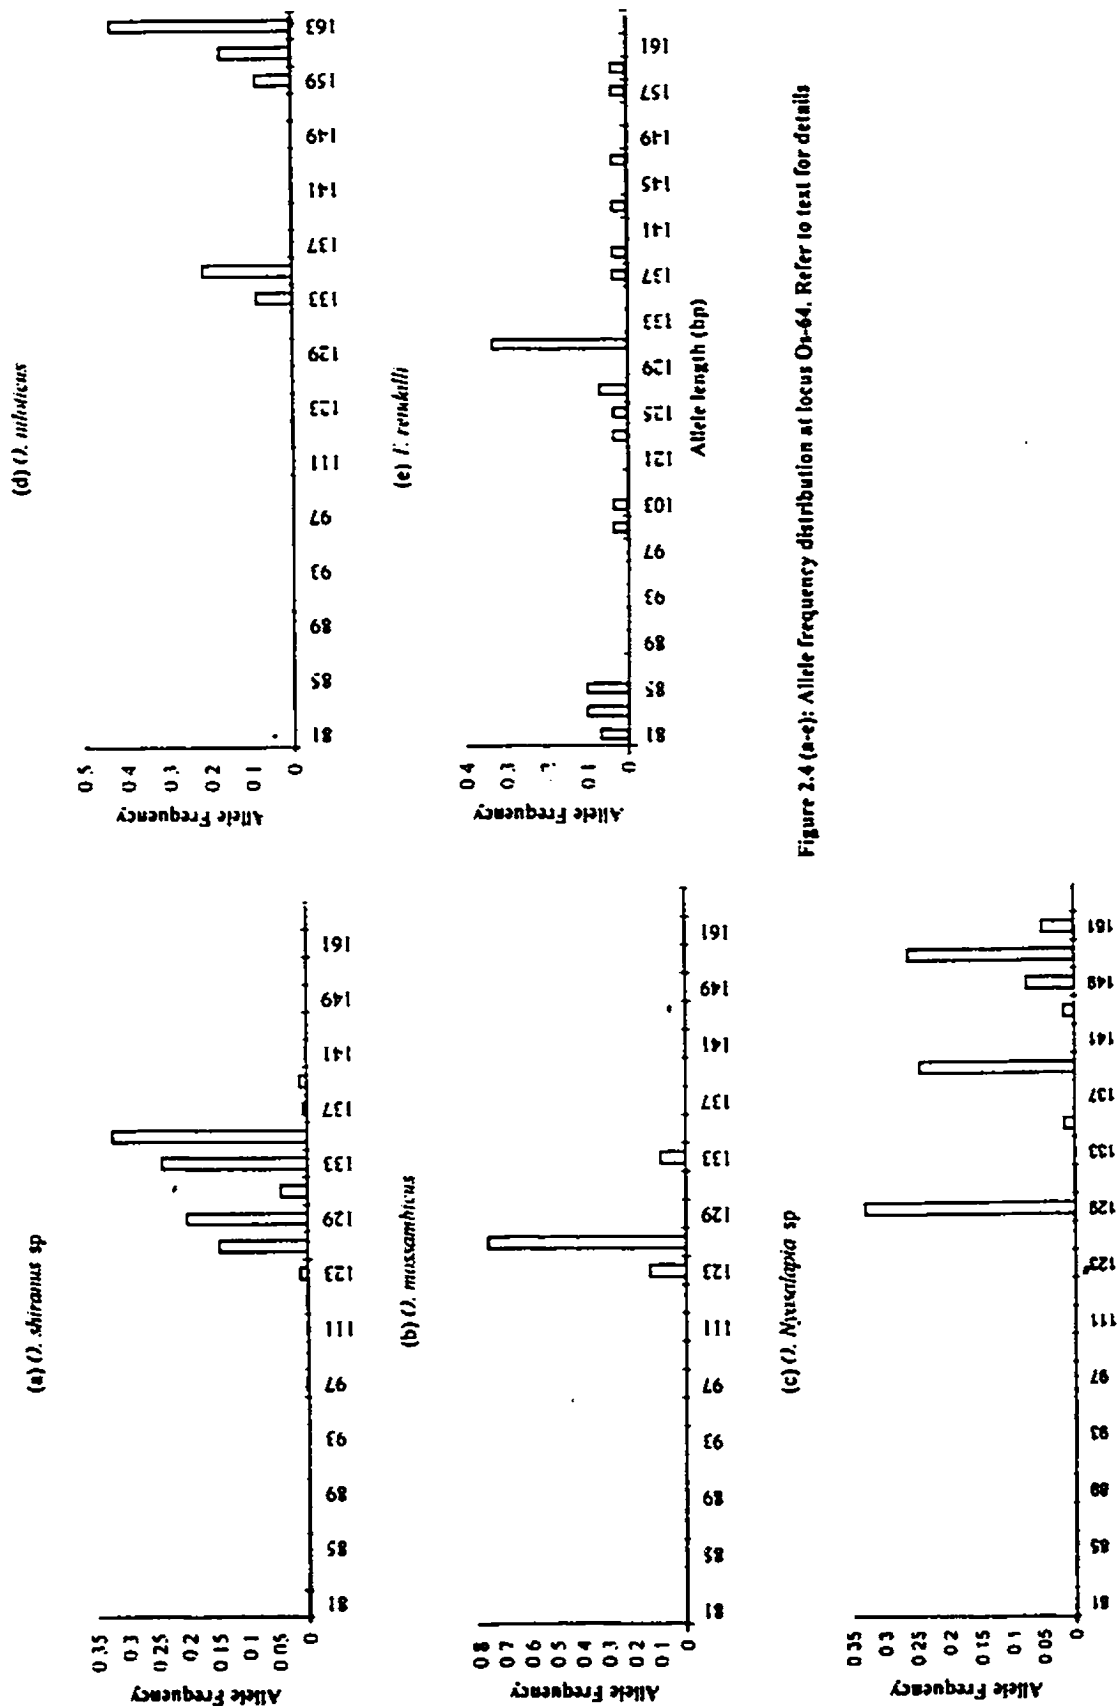 (a) O. shiranus sp
Allele Frequency
0.35
0.3
0.25
0.2
0.15
0.1
0.05
0
81 85 89 93 97 111 123 129 133 137 141 149 161
(b) O. mossambicus
Allele Frequency
0.8
0.7
0.6
0.5
0.4
0.3
0.2
0.1
0
81 85 89 93 97 111 123 129 133 137 141 149 161
(c) O. Nyasalapia sp
Allele Frequency
0.35
0.3
0.25
0.2
0.15
0.1
0.05
0
81 85 89 93 97 111 123 129 133 137 141 149 161
(d) O. niloticus
Allele Frequency
0.5
0.4
0.3
0.2
0.1
0
81 85 89 93 97 111 123 129 133 137 141 149 159 163
(e) T. rendalli
Allele Frequency
0.4
0.3
0.1
0
81 85 89 93 97 103 121 125 129 133 137 141 145 149 157 161
Allele length (bp)
Figure 2.4 (a-e): Allele frequency distribution at locus Os-64. Refer to text for details